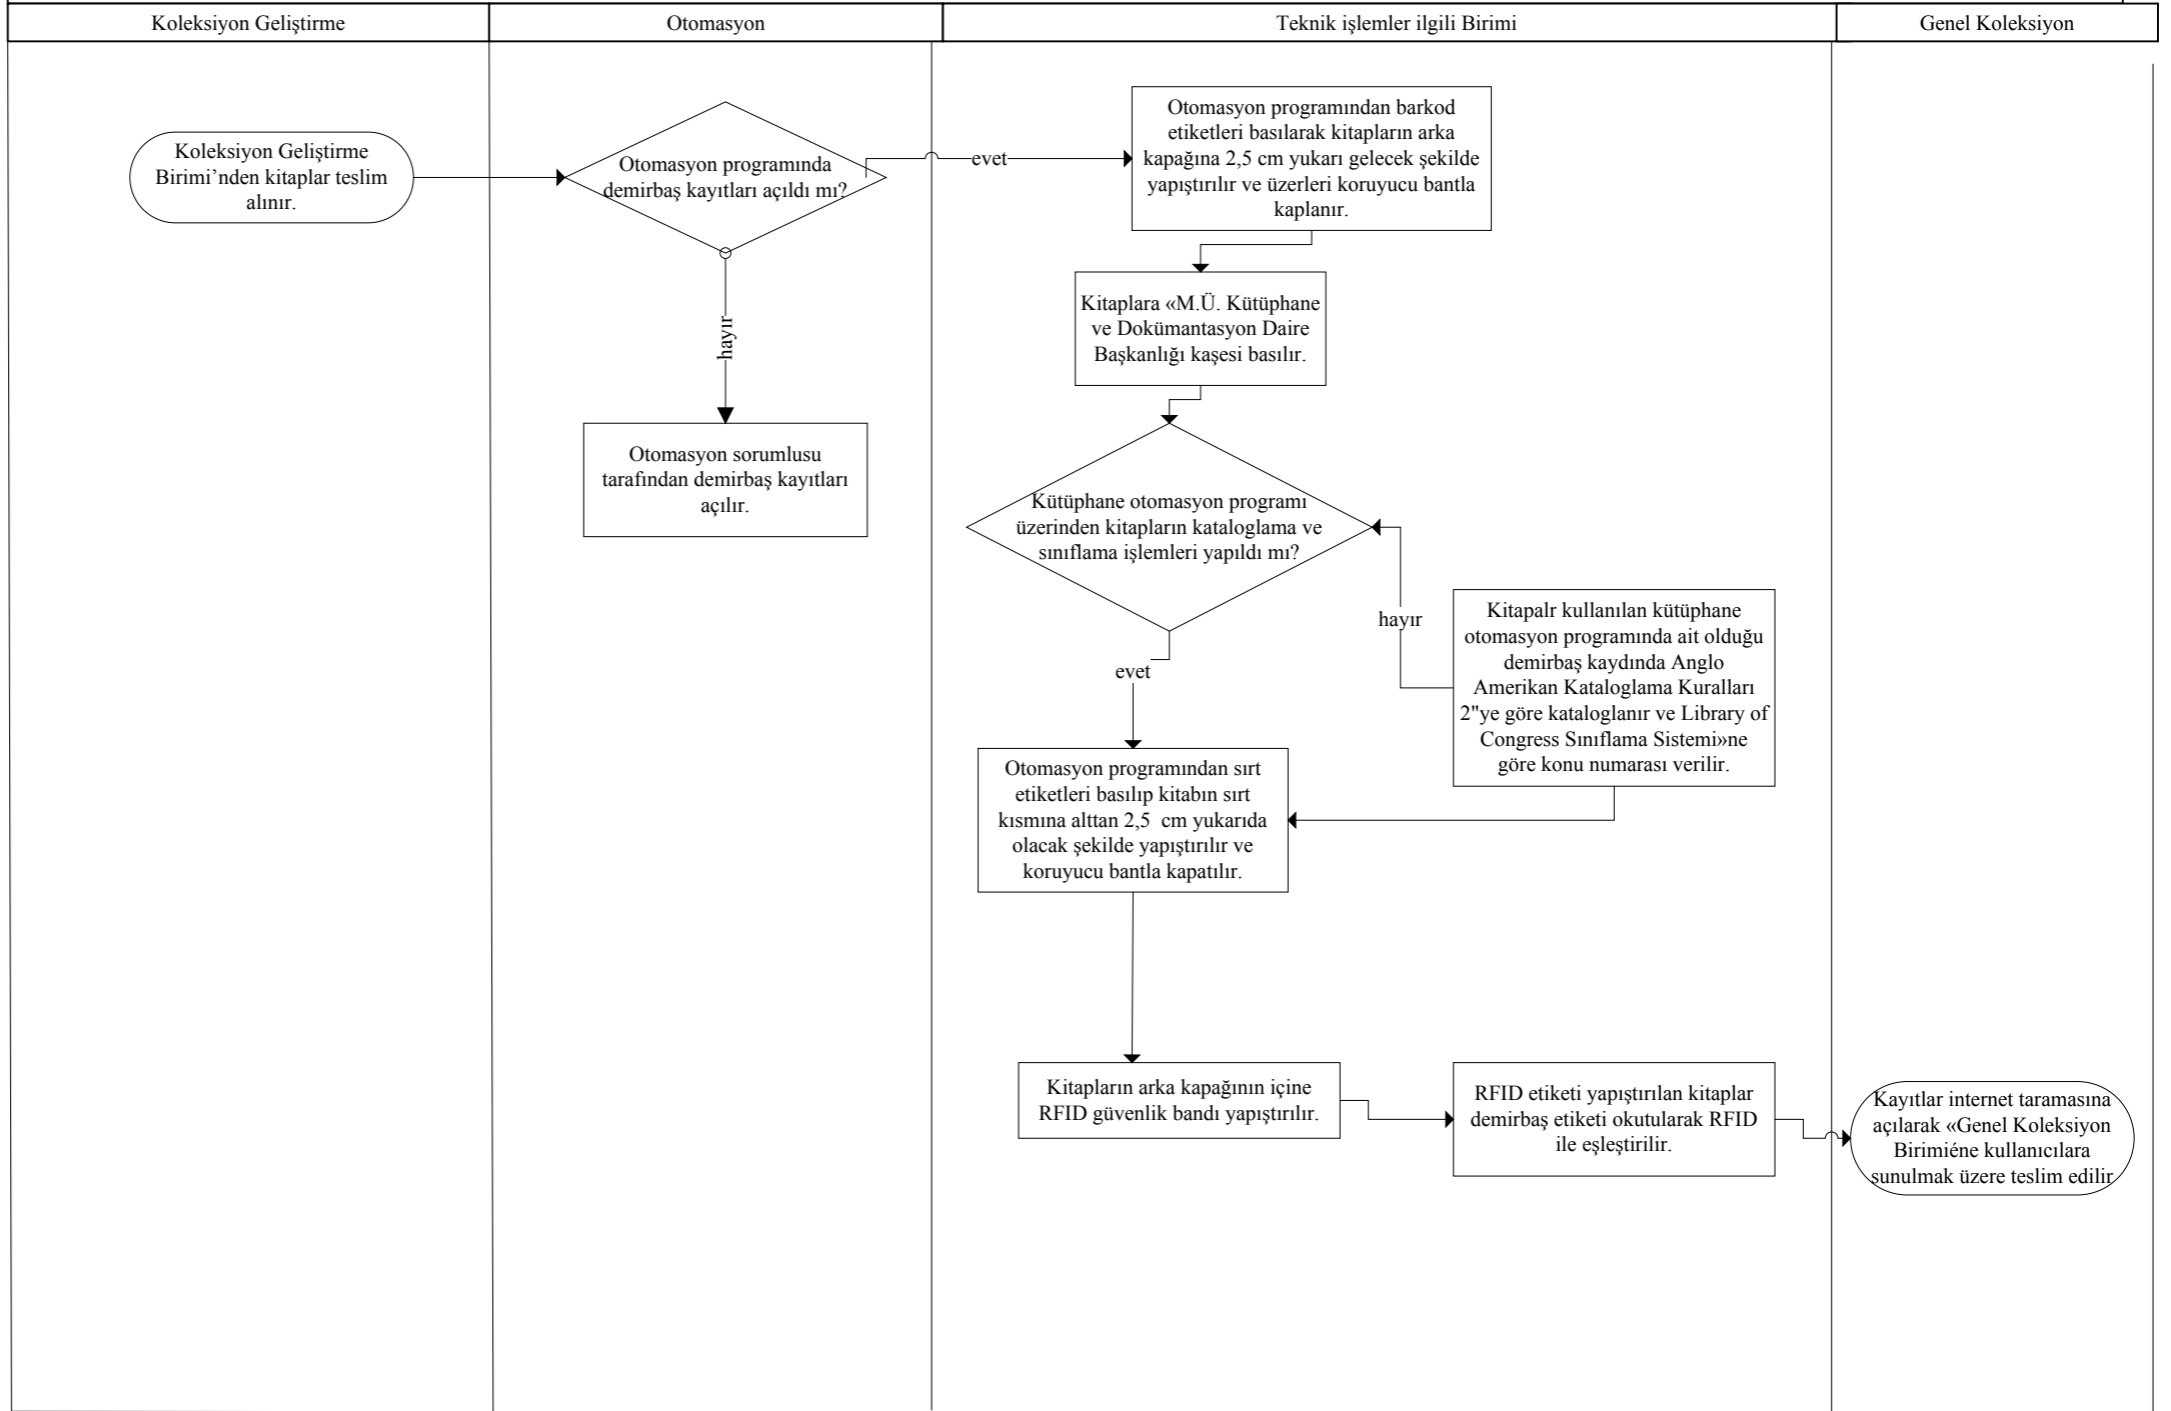 Koleksiyon Geliştirme
Otomasyon
Teknik işlemler ilgili Birimi
Genel Koleksiyon
Koleksiyon Geliştirme
Birimi’nden kitaplar teslim
alınır.
Otomasyon programında
demirbaş kayıtları açıldı mı?
evet
hayır
Otomasyon sorumlusu
tarafından demirbaş kayıtları
açılır.
Otomasyon programından barkod
etiketleri basılarak kitapların arka
kapağına 2,5 cm yukarı gelecek şekilde
yapıştırılır ve üzerleri koruyucu bantla
kaplanır.
Kitaplara «M.Ü. Kütüphane
ve Dokümantasyon Daire
Başkanlığı kaşesi basılır.
Kütüphane otomasyon programı
üzerinden kitapların kataloglama ve
sınıflama işlemleri yapıldı mı?
hayır
evet
Kitapalr kullanılan kütüphane
otomasyon programında ait olduğu
demirbaş kaydında Anglo
Amerikan Kataloglama Kuralları
2"ye göre kataloglanır ve Library of
Congress Sınıflama Sistemi»ne
göre konu numarası verilir.
Otomasyon programından sırt
etiketleri basılıp kitabın sırt
kısmına alttan 2,5 cm yukarıda
olacak şekilde yapıştırılır ve
koruyucu bantla kapatılır.
Kitapların arka kapağının içine
RFID güvenlik bandı yapıştırılır.
RFID etiketi yapıştırılan kitaplar
demirbaş etiketi okutularak RFID
ile eşleştirilir.
Kayıtlar internet taramasına
açılarak «Genel Koleksiyon
Birimiéne kullanıcılara
sunulmak üzere teslim edilir